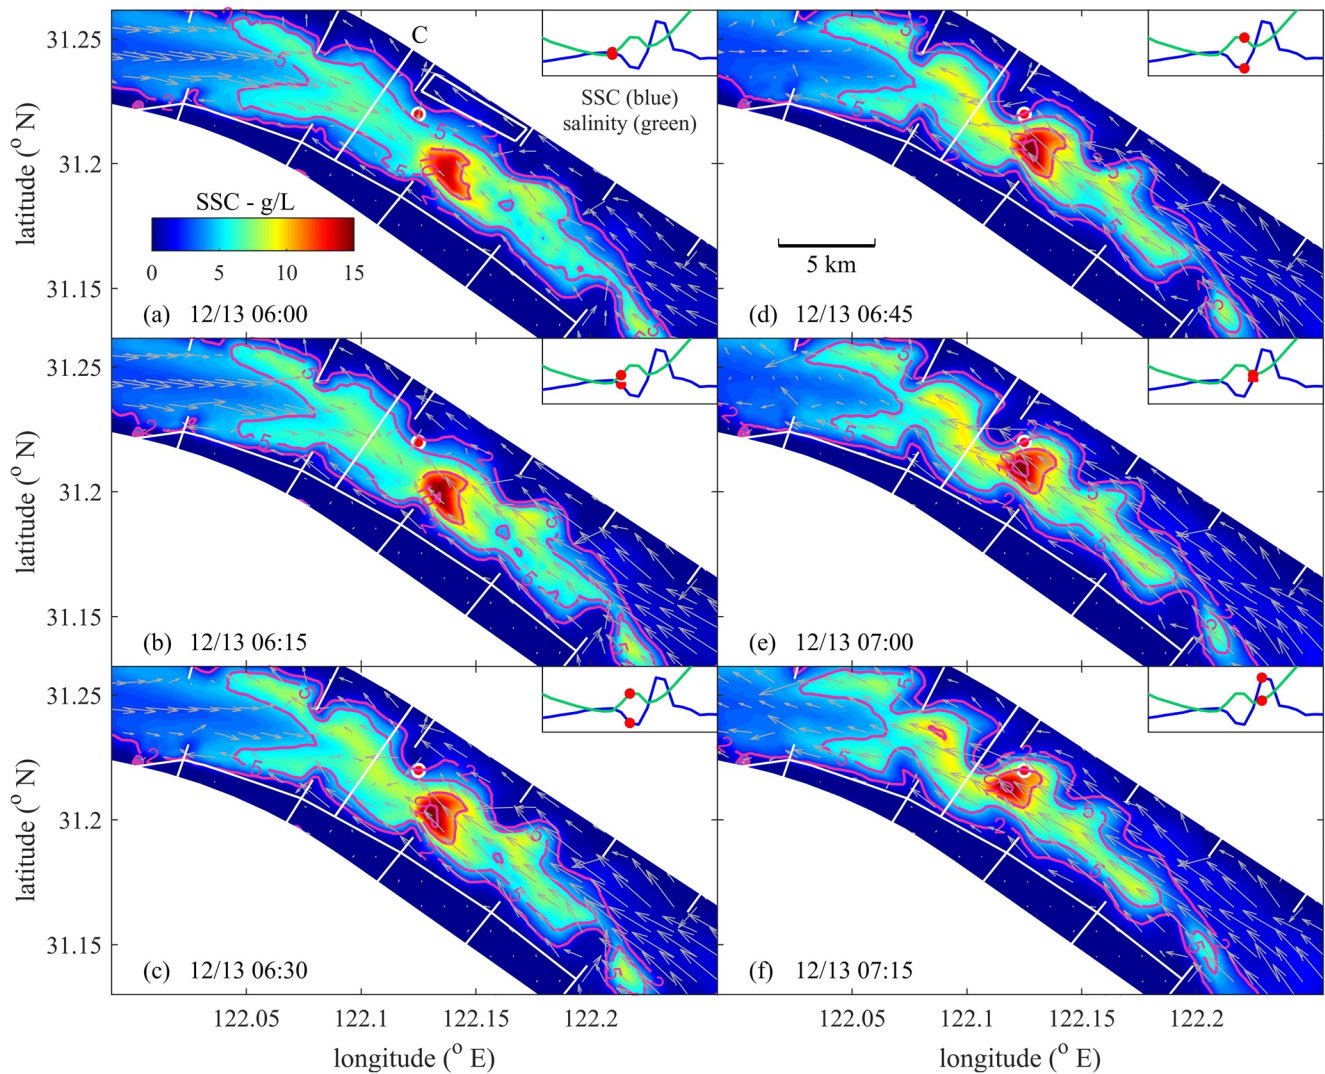 C
SSC (blue)
salinity (green)
SSC - g/L
0 5 10 15
(a) 12/13 06:00
5 km
(d) 12/13 06:45
(b) 12/13 06:15
(e) 12/13 07:00
(c) 12/13 06:30
(f) 12/13 07:15
31.25
31.2
31.15
latitude (° N)
31.25
31.2
31.15
latitude (° N)
31.25
31.2
31.15
latitude (° N)
122.05 122.1 122.15 122.2
122.05 122.1 122.15 122.2
longitude (° E)
longitude (° E)